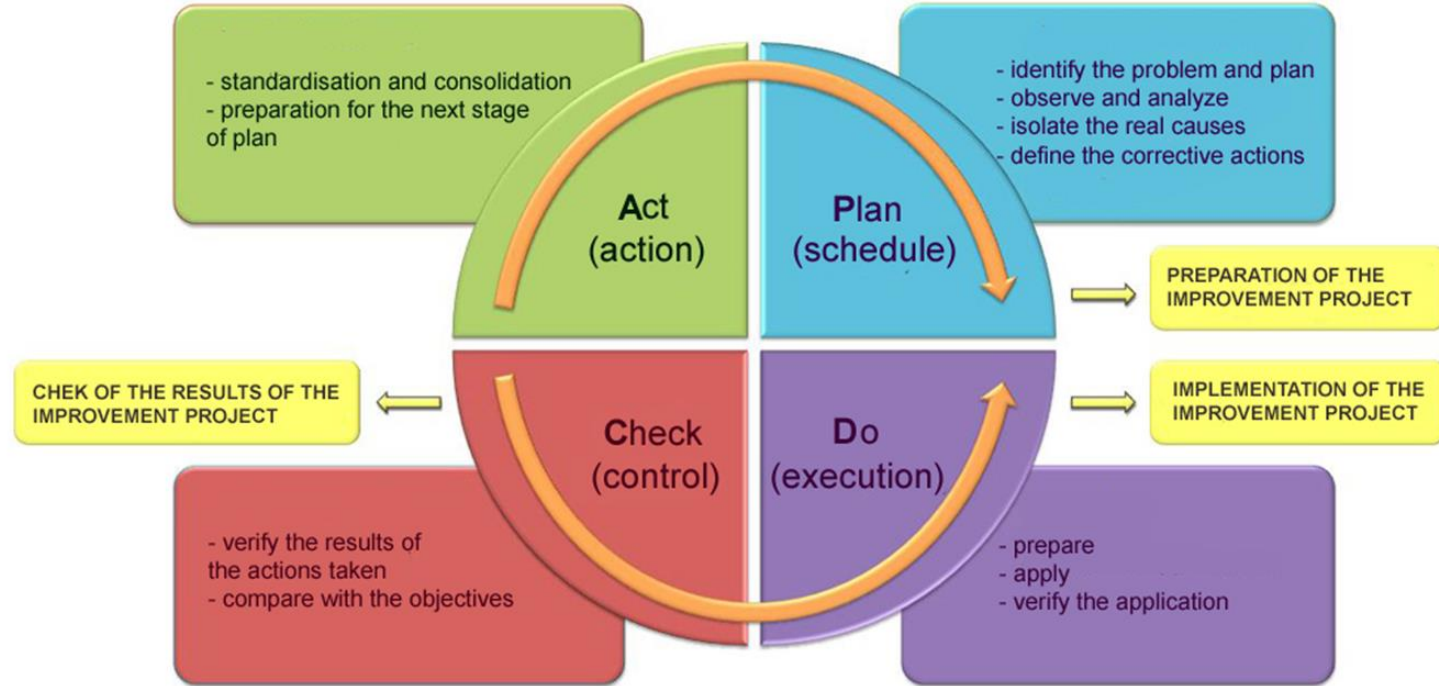 - standardisation and consolidation
- preparation for the next stage
of plan
- identify the problem and plan
- observe and analyze
- isolate the real causes
- define the corrective actions
Act
(action)
Plan
(schedule)
PREPARATION OF THE
IMPROVEMENT PROJECT
CHEK OF THE RESULTS OF THE
IMPROVEMENT PROJECT
IMPLEMENTATION OF THE
IMPROVEMENT PROJECT
Check
(control)
Do
(execution)
- verify the results of
the actions taken
- compare with the objectives
- prepare
- apply
- verify the application